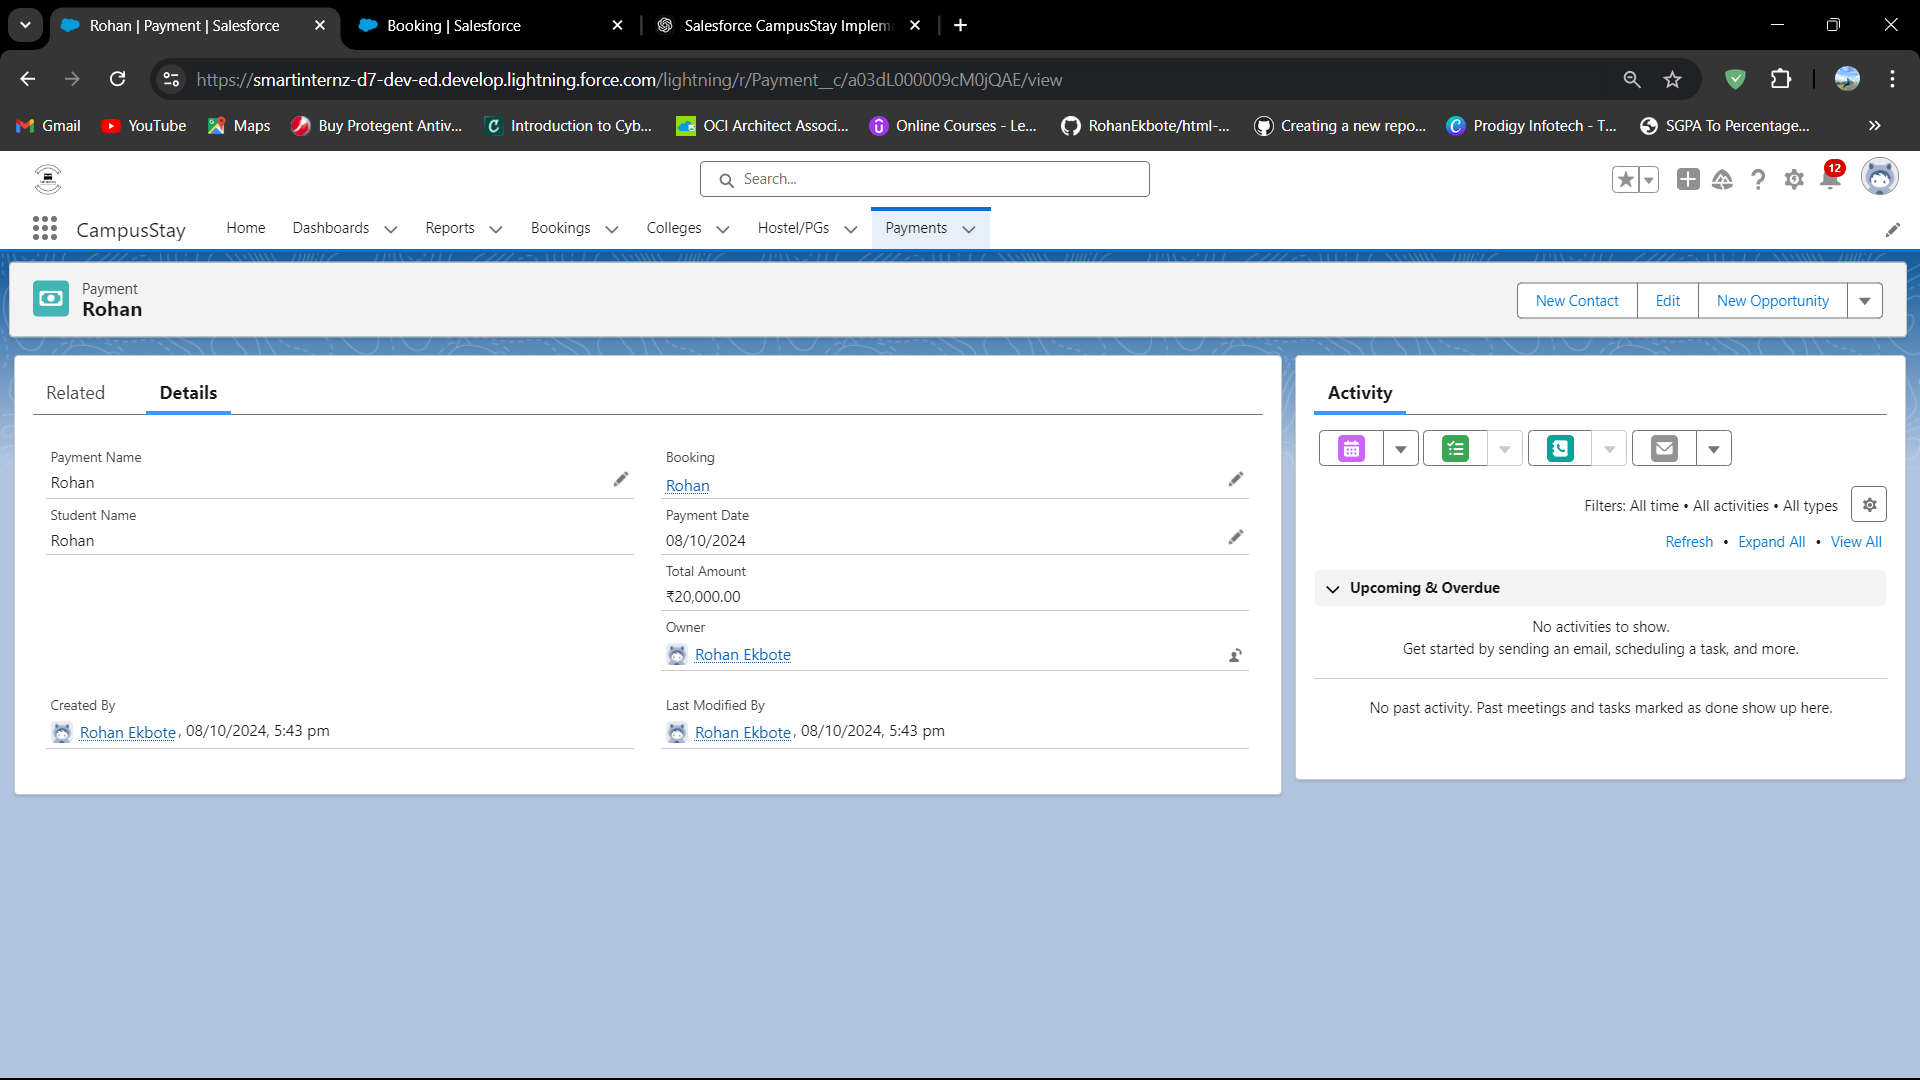 Rohan | Payment | Salesforce
Booking | Salesforce
Salesforce CampusStay Implem
https://smartinternz-d7-dev-ed.develop.lightning.force.com/lightning/r/Payment__c/a03dL000009cM0jQAE/view
Gmail
YouTube
Maps
Buy Protegent Antiv...
Introduction to Cyb...
OCI Architect Associ...
Online Courses - Le...
RohanEkbote/html-...
Creating a new repo...
Prodigy Infotech - T...
SGPA To Percentage...
Search...
12
CampusStay
Home
Dashboards
Reports
Bookings
Colleges
Hostel/PGs
Payments
Payment
Rohan
New Contact
Edit
New Opportunity
Related
Details
Payment Name
Rohan
Booking
Rohan
Student Name
Rohan
Payment Date
08/10/2024
Total Amount
₹20,000.00
Owner
Rohan Ekbote
Created By
Rohan Ekbote, 08/10/2024, 5:43 pm
Last Modified By
Rohan Ekbote, 08/10/2024, 5:43 pm
Activity
Filters: All time • All activities • All types
Refresh • Expand All • View All
Upcoming & Overdue
No activities to show.
Get started by sending an email, scheduling a task, and more.
No past activity. Past meetings and tasks marked as done show up here.